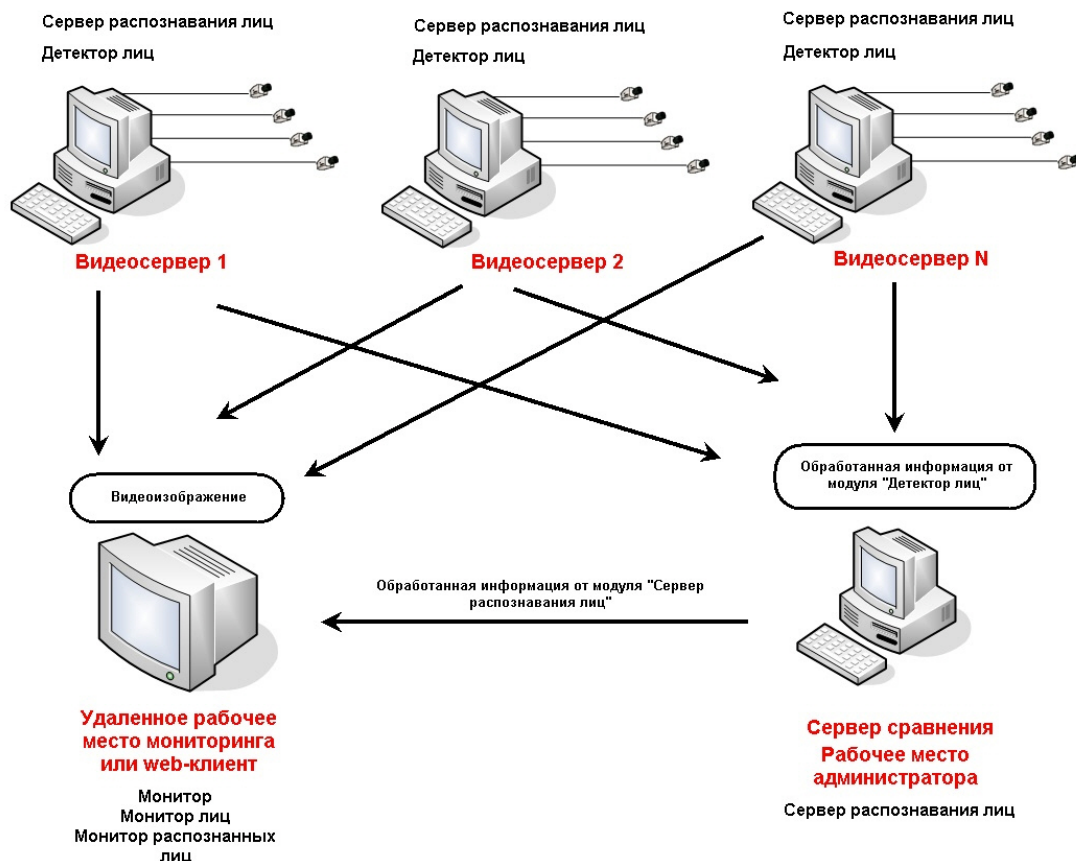 Сервер распознавания лиц
Детектор лиц
Сервер распознавания лиц
Детектор лиц
Сервер распознавания лиц
Детектор лиц
Видеосервер 1
Видеосервер 2
Видеосервер N
Видеоизображение
Обработанная информация от
модуля "Детектор лиц"
Обработанная информация от модуля "Сервер
распознавания лиц"
Удаленное рабочее
место мониторинга
или web-клиент
Монитор
Монитор лиц
Монитор распознанных
лиц
Сервер сравнения
Рабочее место
администратора
Сервер распознавания лиц